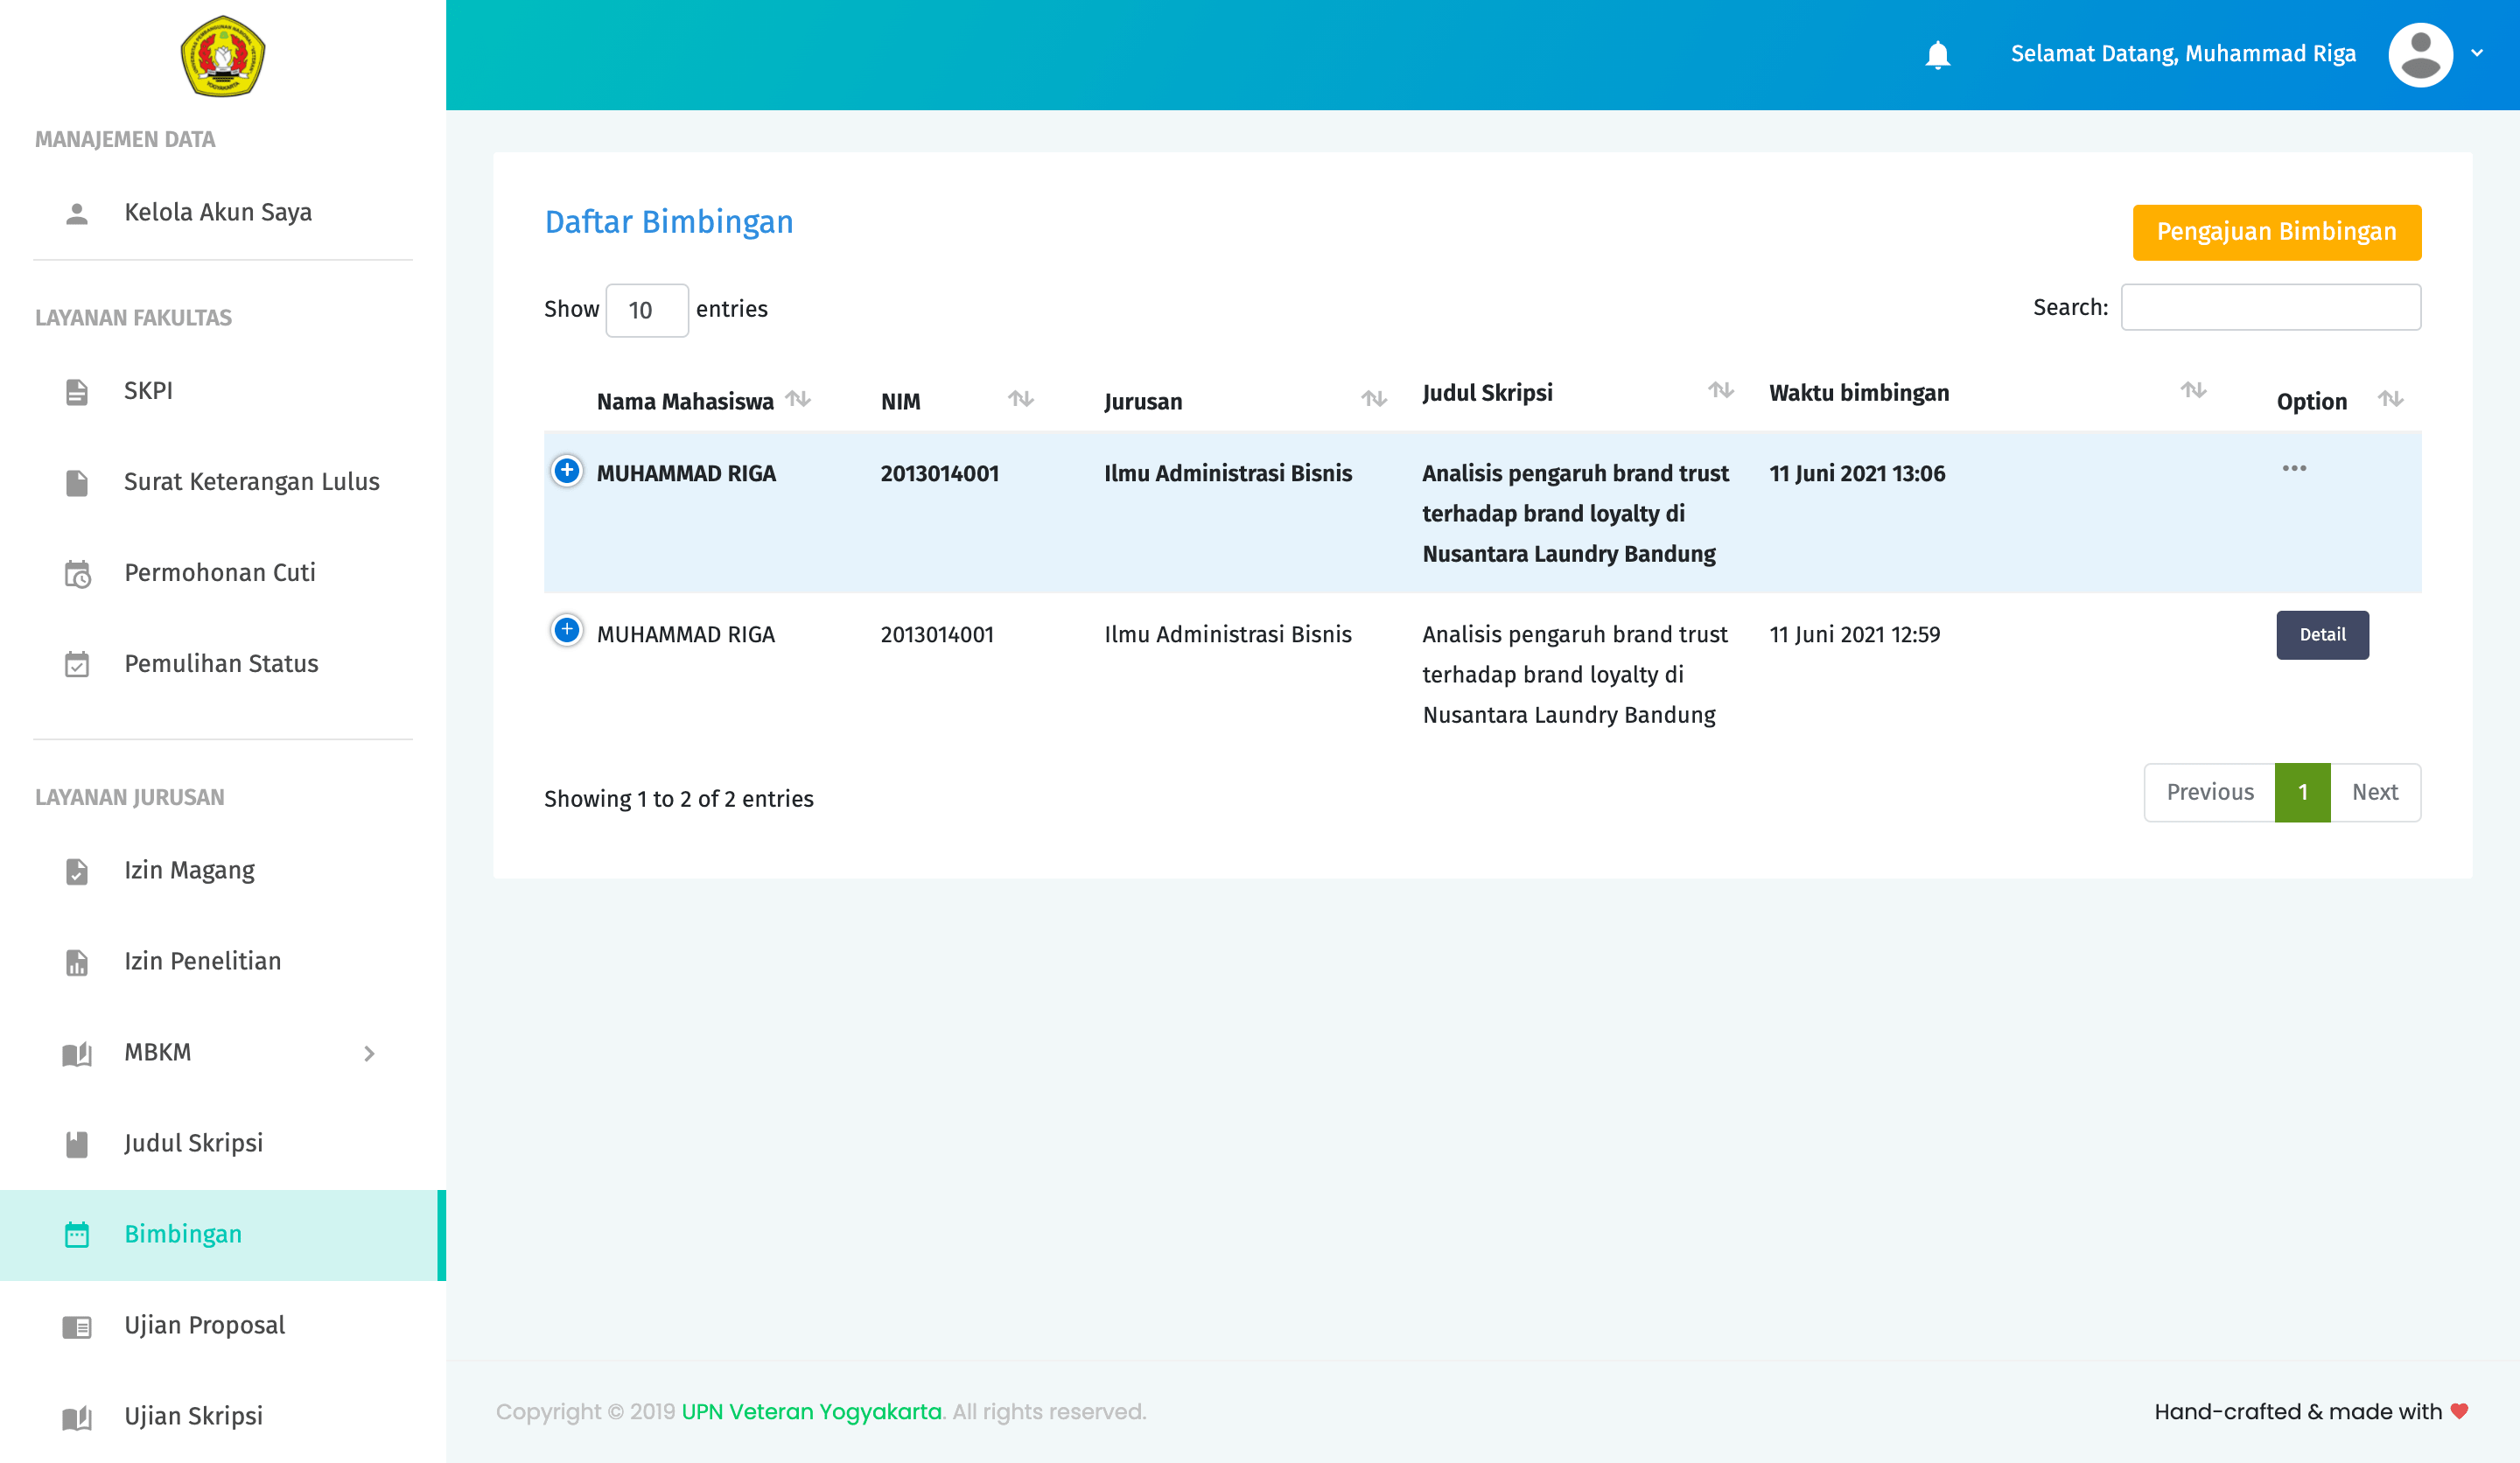 MANAJEMEN DATA
Kelola Akun Saya
LAYANAN FAKULTAS
SKPI
Surat Keterangan Lulus
Permohonan Cuti
Pemulihan Status
LAYANAN JURUSAN
Izin Magang
Izin Penelitian
MBKM
Judul Skripsi
Bimbingan
Ujian Proposal
Ujian Skripsi
Selamat Datang, Muhammad Riga
Daftar Bimbingan
Pengajuan Bimbingan
Show 10 entries
Search:
Nama Mahasiswa NIM Jurusan Judul Skripsi Waktu bimbingan Option
MUHAMMAD RIGA 2013014001 Ilmu Administrasi Bisnis Analisis pengaruh brand trust 11 Juni 2021 13:06 ...
terhadap brand loyalty di
Nusantara Laundry Bandung
MUHAMMAD RIGA 2013014001 Ilmu Administrasi Bisnis Analisis pengaruh brand trust 11 Juni 2021 12:59 Detail
terhadap brand loyalty di
Nusantara Laundry Bandung
Showing 1 to 2 of 2 entries
Previous 1 Next
Copyright © 2019 UPN Veteran Yogyakarta. All rights reserved.
Hand-crafted & made with